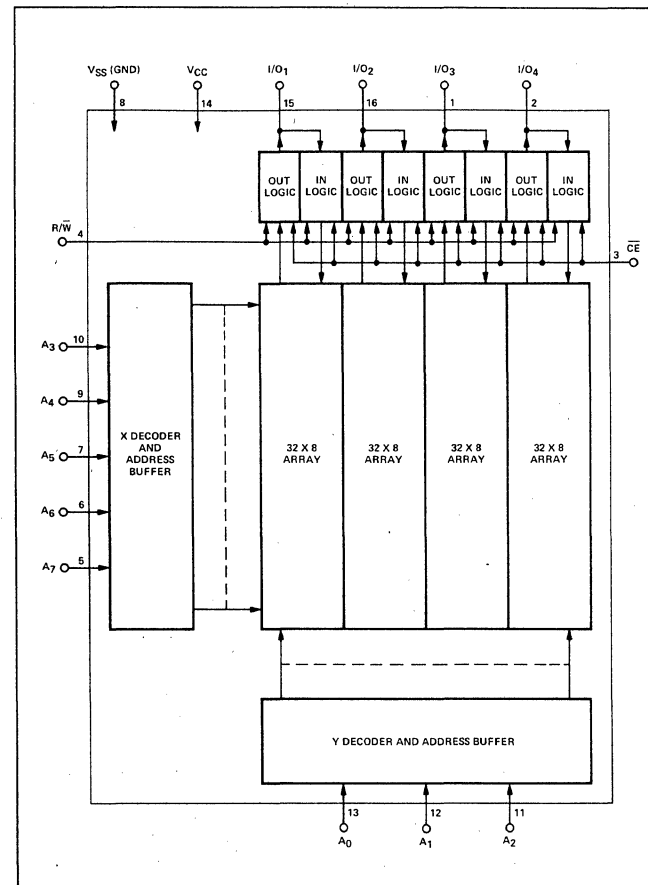 VSS (GND) VCC I/O1 I/O2 I/O3 I/O4
8 14 15 16 1 2
OUT LOGIC
IN LOGIC
OUT LOGIC
IN LOGIC
OUT LOGIC
IN LOGIC
OUT LOGIC
IN LOGIC
R/W̅ 4
3 C̅E̅
A3 10
A4 9
A5 7
A6 6
A7 5
X DECODER
AND
ADDRESS
BUFFER
32 X 8
ARRAY
32 X 8
ARRAY
32 X 8
ARRAY
32 X 8
ARRAY
Y DECODER AND ADDRESS BUFFER
13 12 11
A0 A1 A2